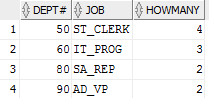 DEPT# JOB HOWMANY
1 50 ST_CLERK 4
2 60 IT_PROG 3
3 80 SA_REP 2
4 90 AD_VP 2